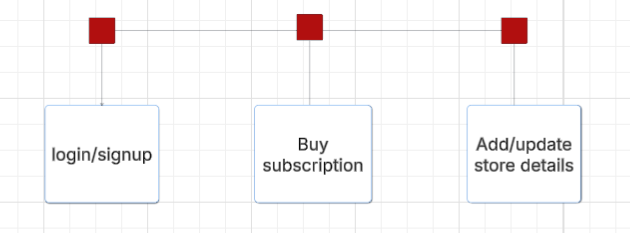 login/signup
Buy
subscription
Add/update
store details